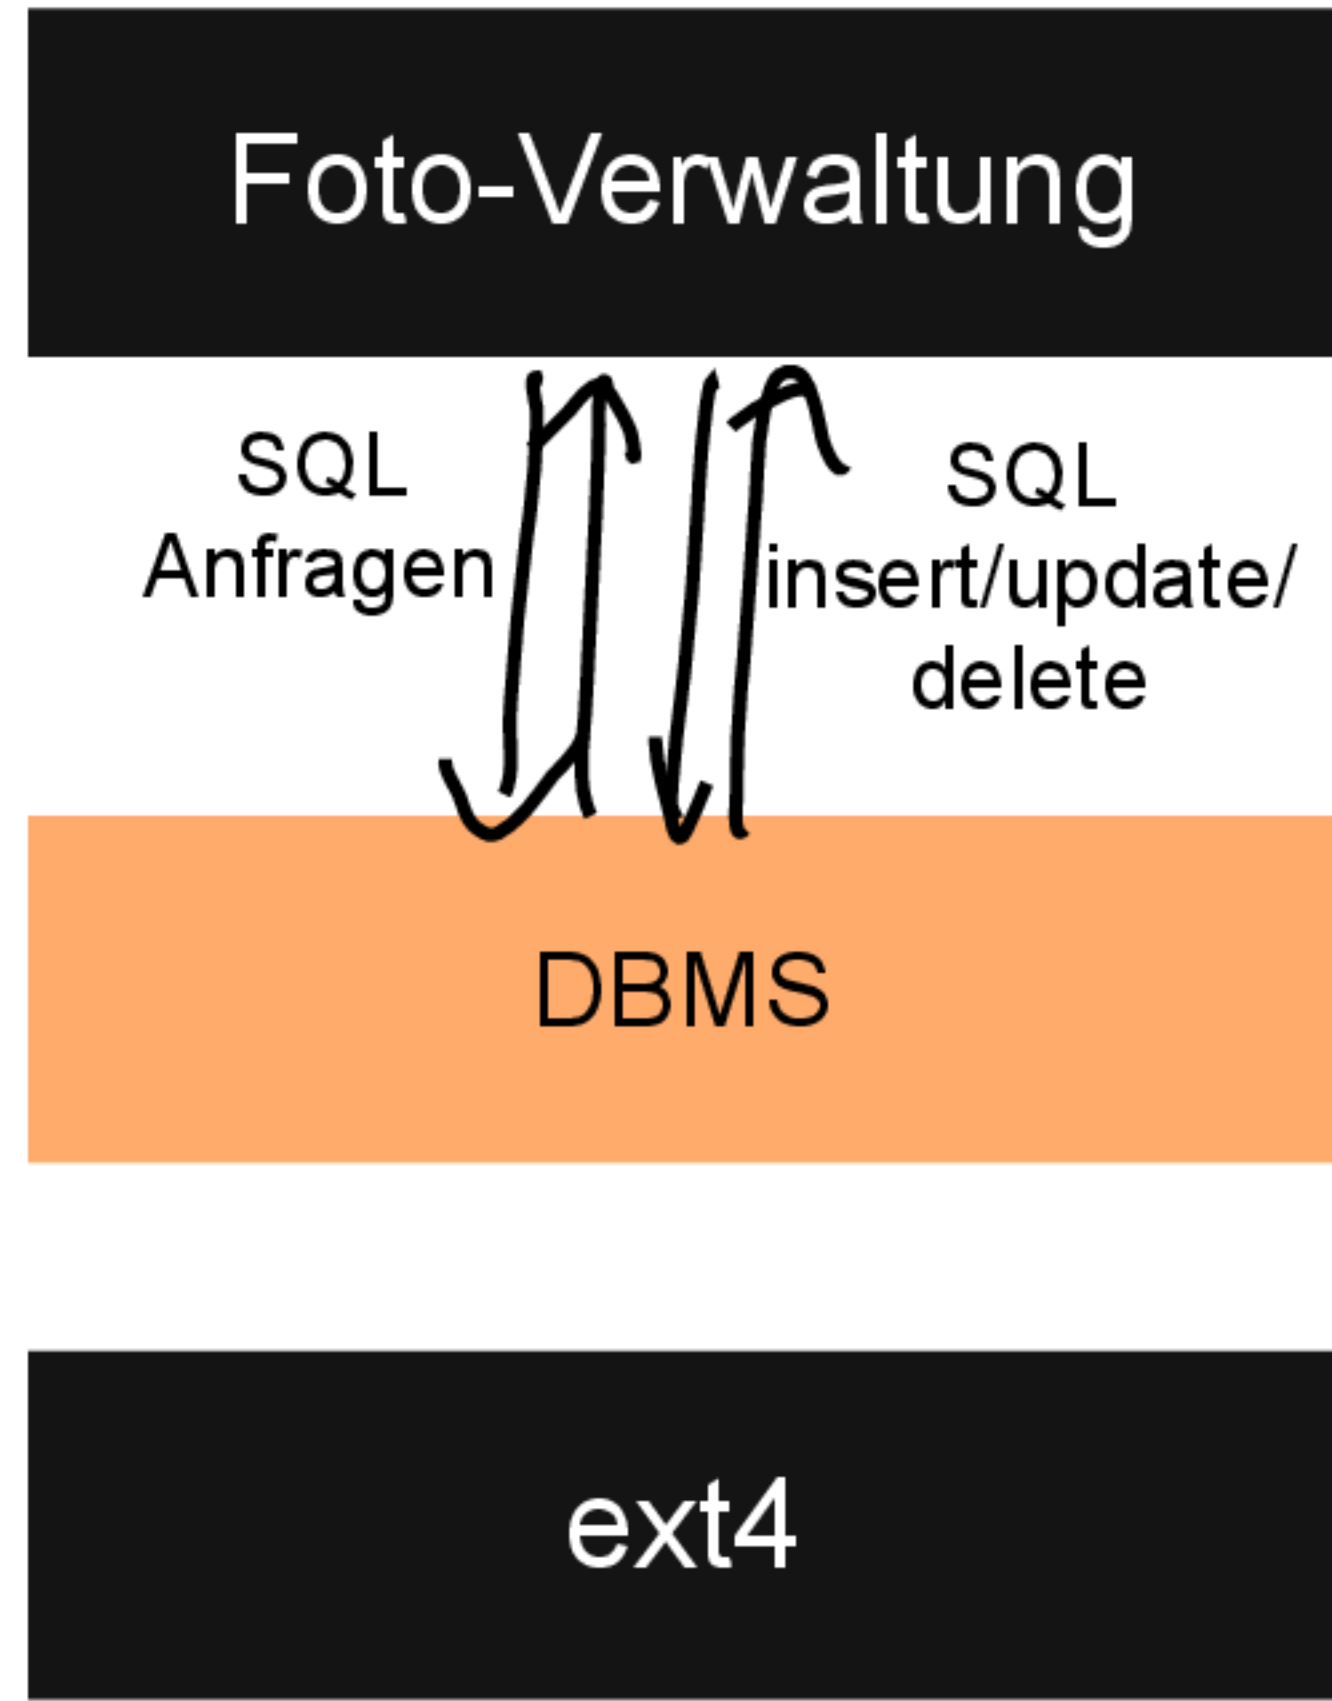 Foto-Verwaltung
SQL
Anfragen
SQL
insert/update/
delete
DBMS
ext4